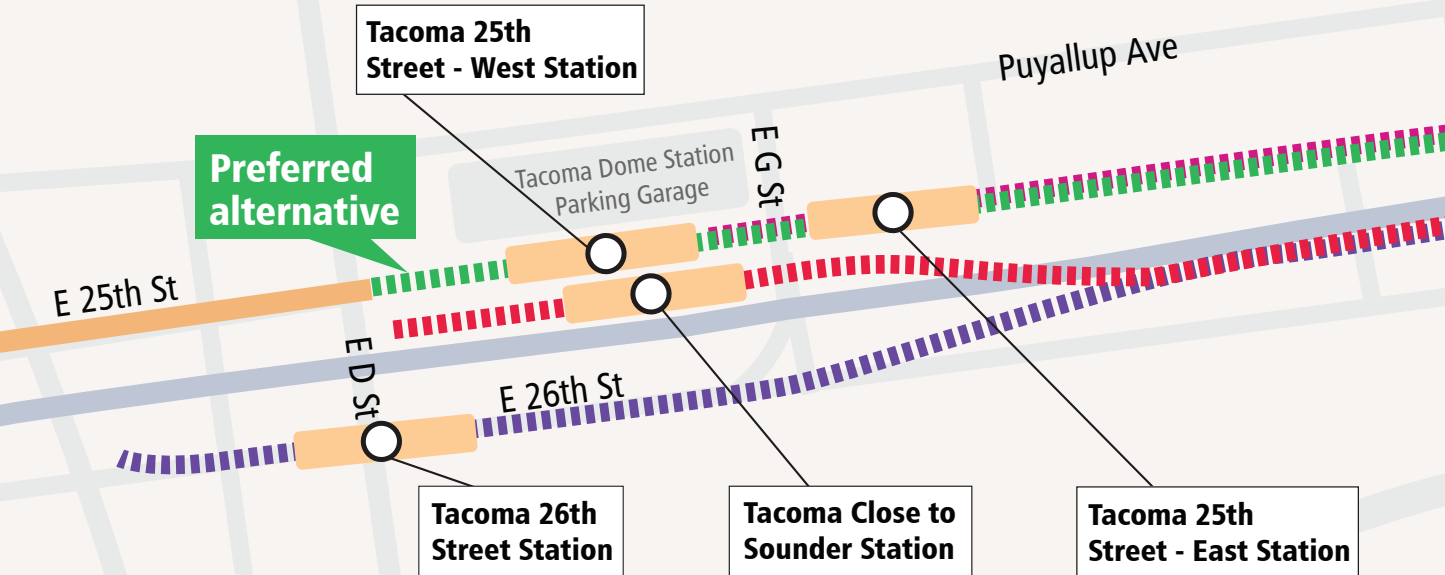 Tacoma 25th
Street - West Station
Puyallup Ave
Preferred
alternative
Tacoma Dome Station
Parking Garage
E G St
E 25th St
E D St
E 26th St
Tacoma 26th
Street Station
Tacoma Close to
Sounder Station
Tacoma 25th
Street - East Station